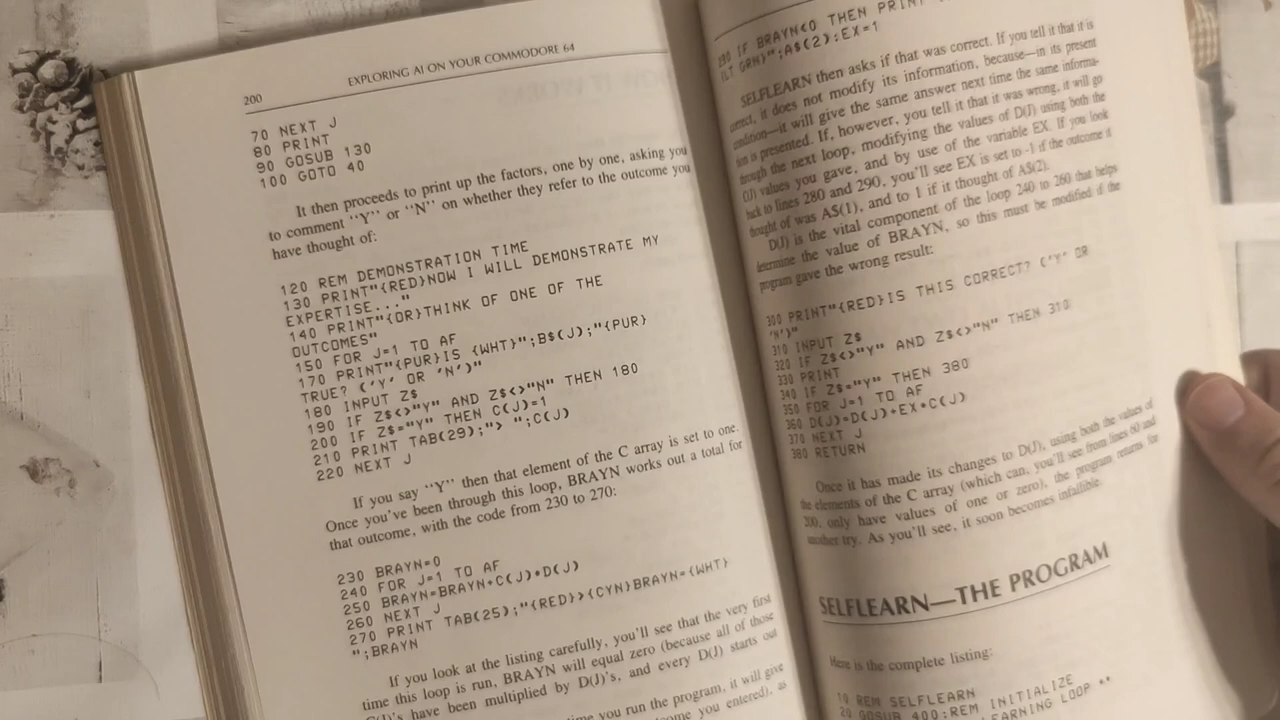 200
EXPLORING AI ON YOUR COMMODORE 64
70 NEXT J
80 PRINT
90 GOSUB 130
100 GOTO 40
It then proceeds to print up the factors, one by one, asking you
to comment “Y” or “N” on whether they refer to the outcome you
have thought of:
120 REM DEMONSTRATION TIME
130 PRINT"{RED}NOW I WILL DEMONSTRATE MY
EXPERTISE..."
140 PRINT"{OR}THINK OF ONE OF THE
OUTCOMES"
150 FOR J=1 TO AF
170 PRINT"{PUR}IS {WHT}";B$(J);"{PUR}
TRUE? ('Y' OR 'N')"
180 INPUT Z$
190 IF Z$<>"Y" AND Z$<>"N" THEN 180
200 IF Z$="Y" THEN C(J)=1
210 PRINT TAB(29);"> ";C(J)
220 NEXT J
If you say “Y” then that element of the C array is set to one.
Once you've been through this loop, BRAYN works out a total for
that outcome, with the code from 230 to 270:
230 BRAYN=0
240 FOR J=1 TO AF
250 BRAYN=BRAYN+C(J)*D(J)
260 NEXT J
270 PRINT TAB(25);"{RED}>{CYN}BRAYN={WHT}
";BRAYN
If you look at the listing carefully, you'll see that the very first
time this loop is run, BRAYN will equal zero (because all of those
C(J)'s have been multiplied by D(J)'s, and every D(J) starts out
time you run the program, it will give
you entered), as
290 IF BRAYN<0 THEN PRINT
{LT GRN}";A$(2):EX=1
SELFLEARN then asks if that was correct. If you tell it that it is
correct, it does not modify its information, because—in its present
condition—it will give the same answer next time the same informa-
tion is presented. If, however, you tell it that it was wrong, it will go
through the next loop, modifying the values of D(J) using both the
(J) values you gave, and by use of the variable EX. If you look
back to lines 280 and 290, you'll see EX is set to -1 if the outcome it
thought of was A$(1), and to 1 if it thought of A$(2).
D(J) is the vital component of the loop 240 to 260 that helps
determine the value of BRAYN, so this must be modified if the
program gave the wrong result:
300 PRINT"{RED}IS THIS CORRECT? ('Y' OR
'N')"
310 INPUT Z$
320 IF Z$<>"Y" AND Z$<>"N" THEN 310
330 PRINT
340 IF Z$="Y" THEN 380
350 FOR J=1 TO AF
360 D(J)=D(J)+EX*C(J)
370 NEXT J
380 RETURN
Once it has made its changes to D(J), using both the values of
the elements of the C array (which can, you'll see from lines 60 and
200, only have values of one or zero), the program returns for
another try. As you'll see, it soon becomes infallible.
SELFLEARN—THE PROGRAM
Here is the complete listing:
10 REM SELFLEARN
20 GOSUB 400:REM INITIALIZE
LEARNING LOOP **